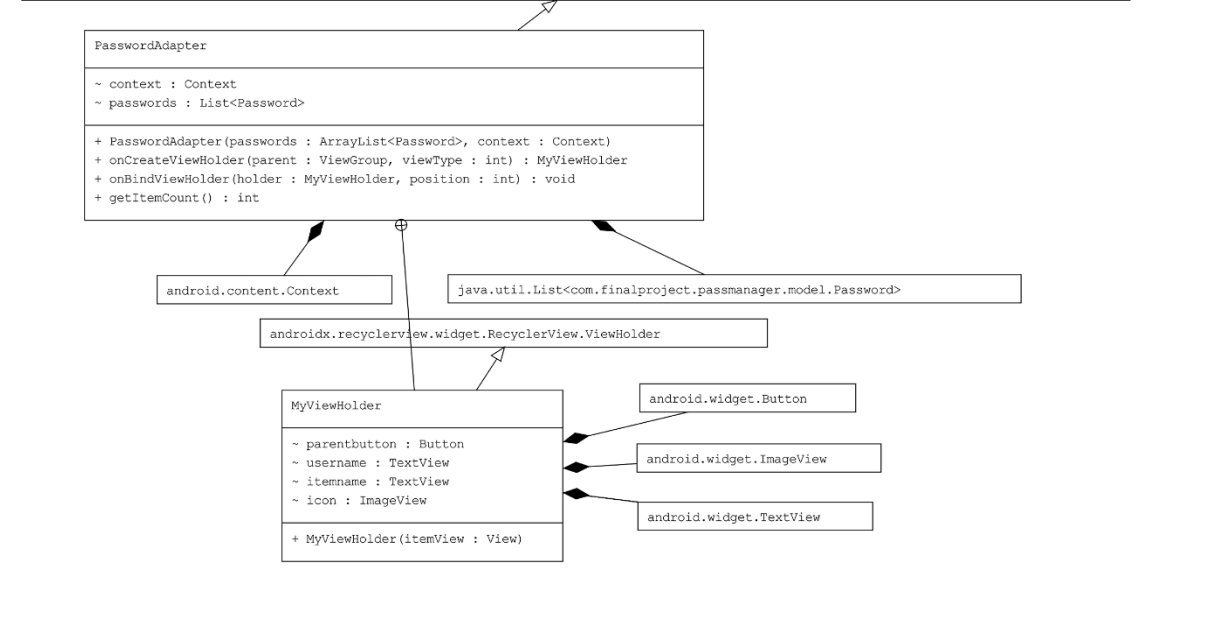 PasswordAdapter
~ context : Context
~ passwords : List<Password>
+ PasswordAdapter(passwords : ArrayList<Password>, context : Context)
+ onCreateViewHolder(parent : ViewGroup, viewType : int) : MyViewHolder
+ onBindViewHolder(holder : MyViewHolder, position : int) : void
+ getItemCount() : int
android.content.Context
java.util.List<com.finalproject.passmanager.model.Password>
androidx.recyclerview.widget.RecyclerView.ViewHolder
MyViewHolder
~ parentbutton : Button
~ username : TextView
~ itemname : TextView
~ icon : ImageView
+ MyViewHolder(itemView : View)
android.widget.Button
android.widget.ImageView
android.widget.TextView